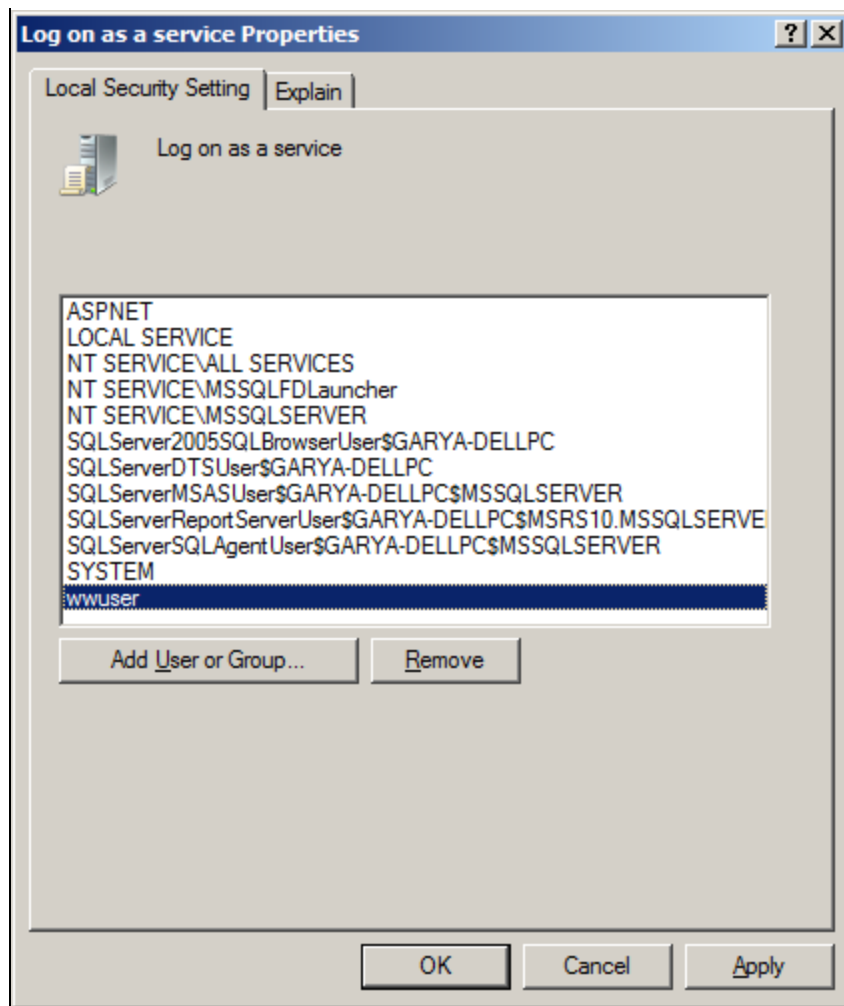 Log on as a service Properties
Local Security Setting
Explain
Log on as a service
ASPNET
LOCAL SERVICE
NT SERVICE\ALL SERVICES
NT SERVICE\MSSQLFDLauncher
NT SERVICE\MSSQLSERVER
SQLServer2005SQLBrowserUser$GARYA-DELLPC
SQLServerDTSUser$GARYA-DELLPC
SQLServerMSASUser$GARYA-DELLPC$MSSQLSERVER
SQLServerReportServerUser$GARYA-DELLPC$MSRS10.MSSQLSERVE
SQLServerSQLAgentUser$GARYA-DELLPC$MSSQLSERVER
SYSTEM
wwuser
Add User or Group...
Remove
OK
Cancel
Apply